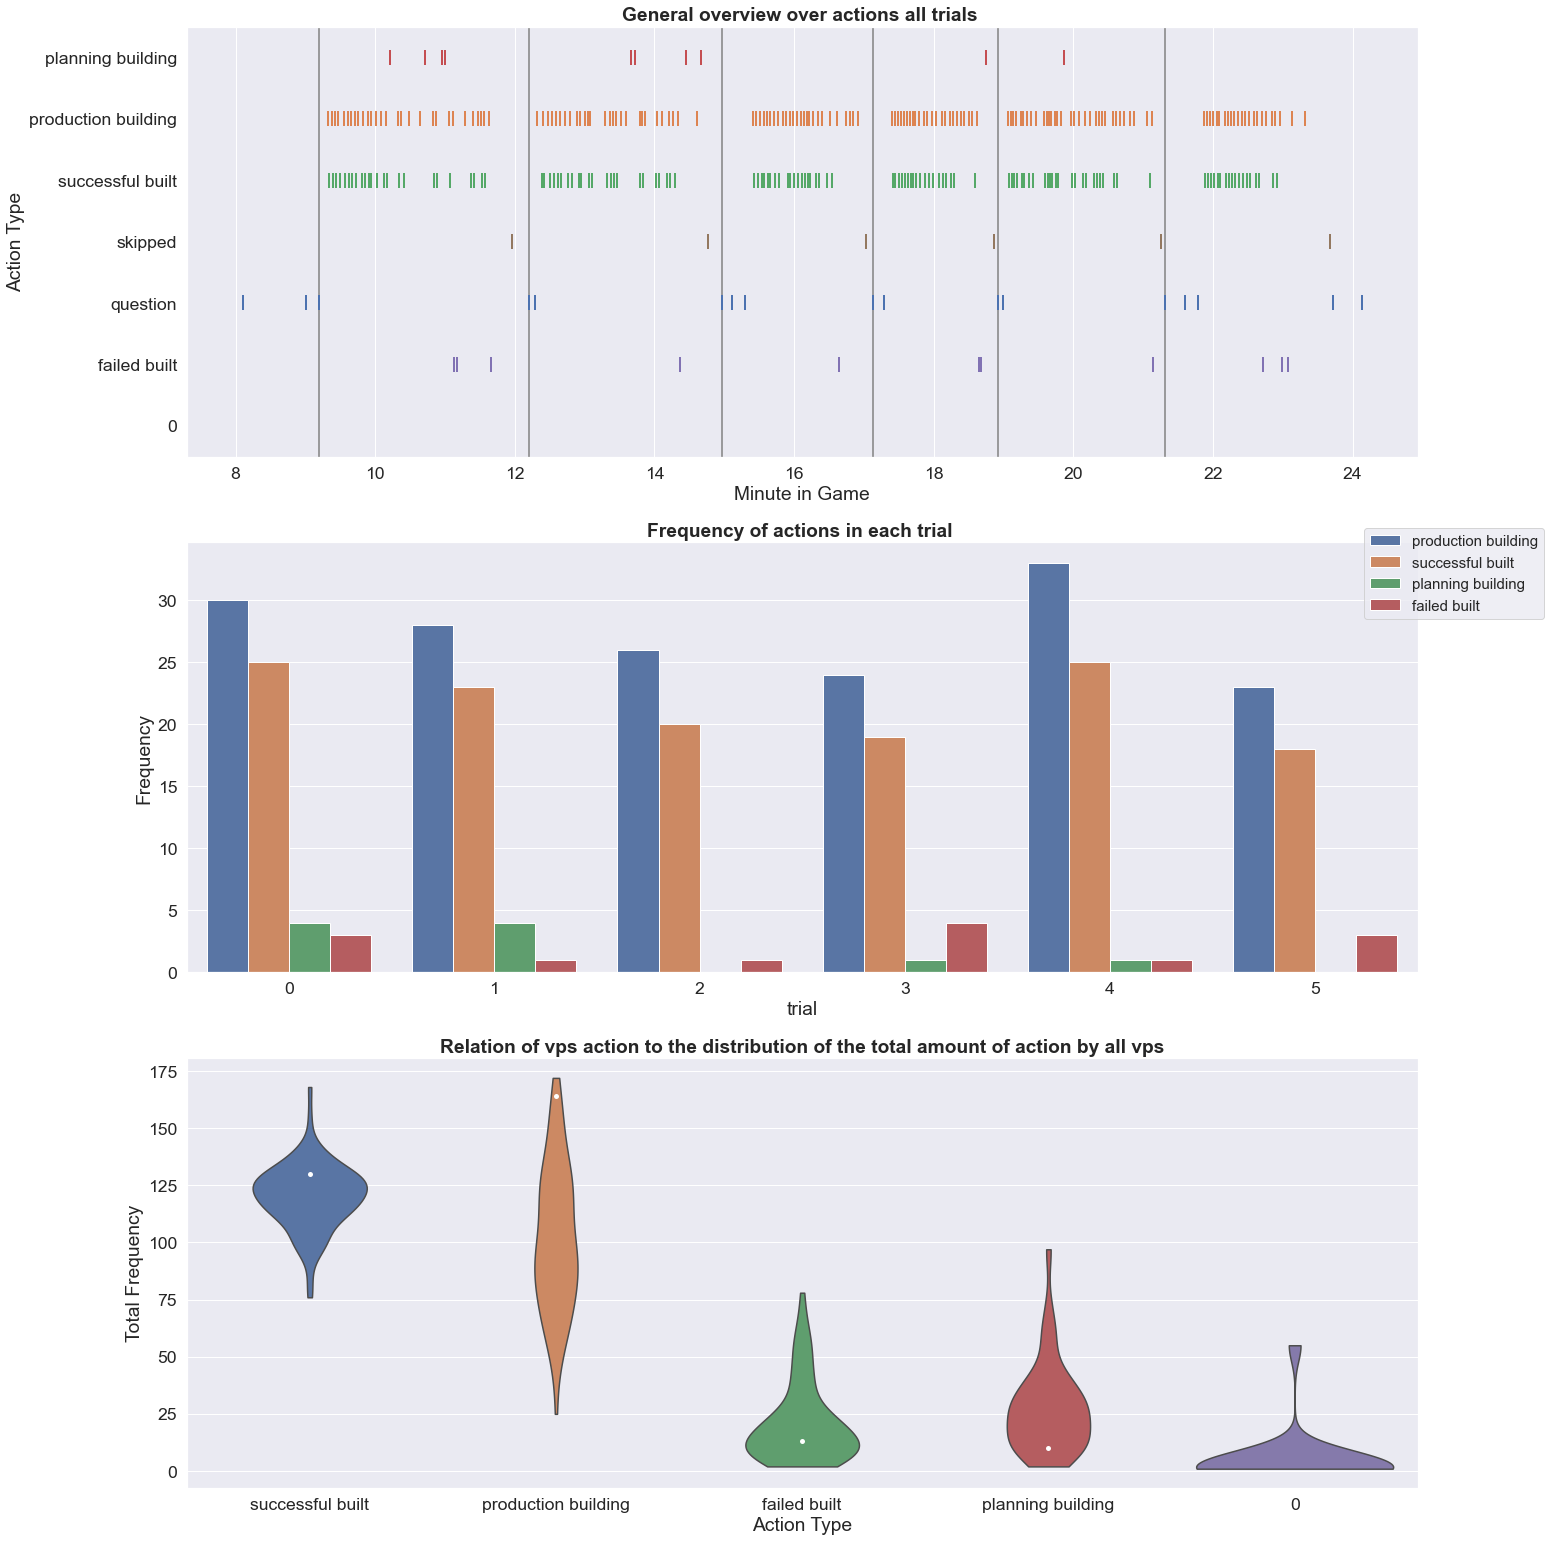 General overview over actions all trials
planning building
production building
successful built
skipped
question
failed built
0
Action Type
8 10 12 14 16 18 20 22 24
Minute in Game
Frequency of actions in each trial
production building
successful built
planning building
failed built
30
25
20
15
10
5
0
Frequency
0 1 2 3 4 5
trial
Relation of vps action to the distribution of the total amount of action by all vps
175
150
125
100
75
50
25
0
Total Frequency
successful built production building failed built planning building 0
Action Type